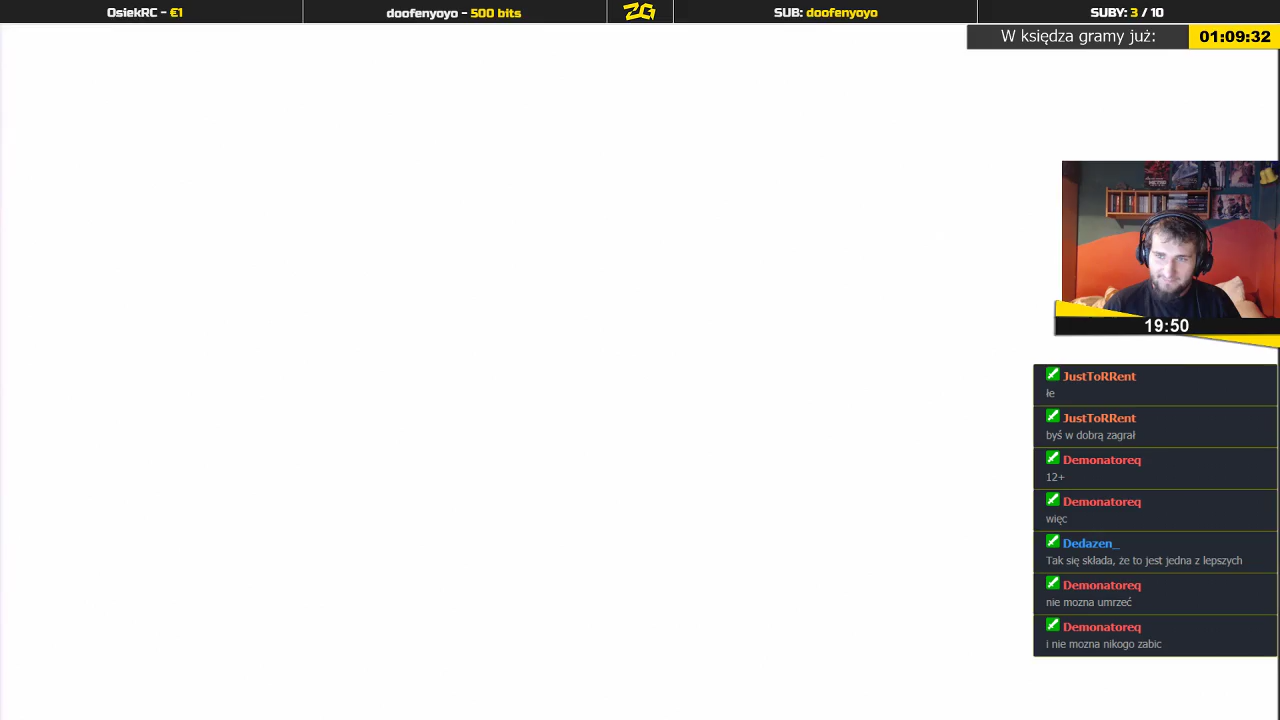 OsiekRC - €1
doofenyoyo - 500 bits
ZG
SUB: doofenyoyo
SUBY: 3 / 10
W księdza gramy już:
01:09:32
19:50
JustToRRent
łe
JustToRRent
byś w dobrą zagrał
Demonatoreq
12+
Demonatoreq
więc
Dedazen_
Tak się składa, że to jest jedna z lepszych
Demonatoreq
nie mozna umrzeć
Demonatoreq
i nie mozna nikogo zabic